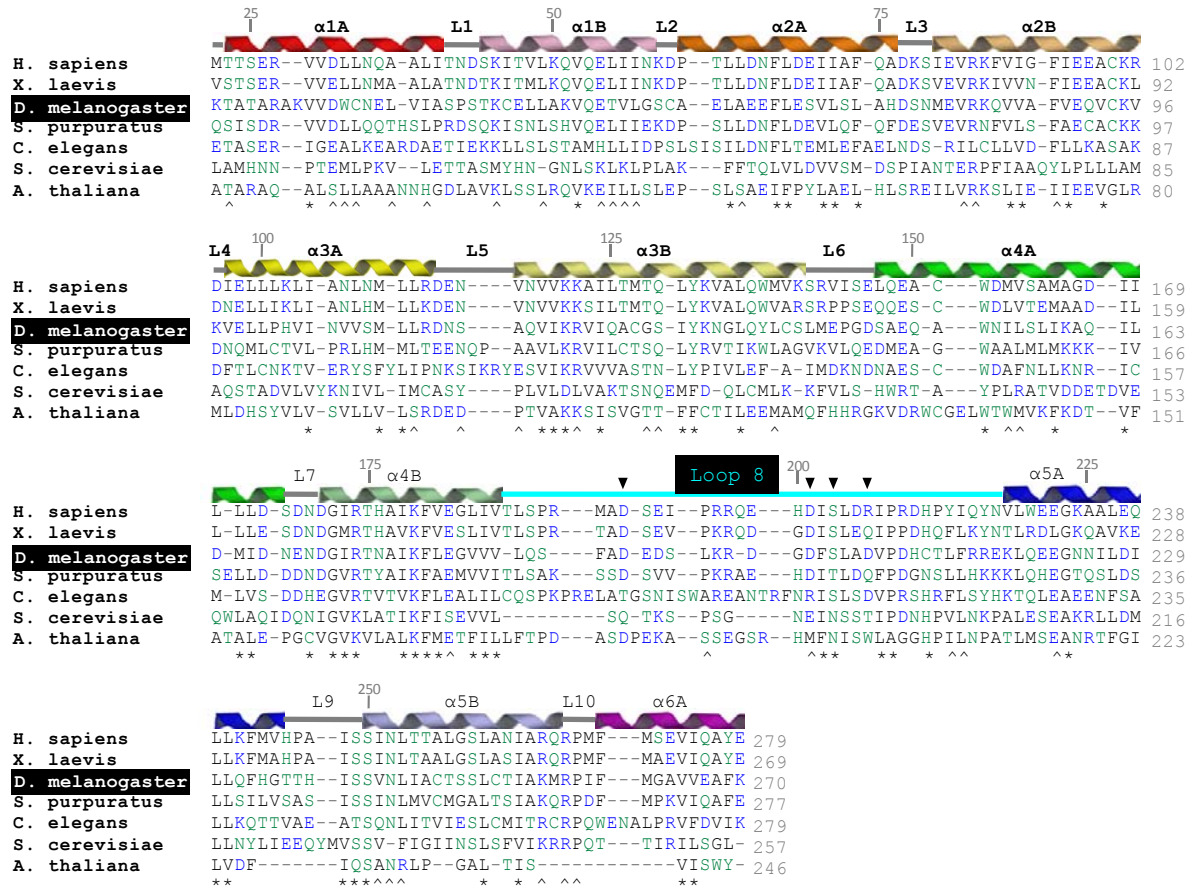 25 50 75
α1A L1 α1B L2 α2A L3 α2B
H. sapiens MTTSER--VVDLLNQA-ALITNDSKITVLKQVQELIINKDP--TLLDNFLDEIIAF-QADKSIEVRKFVIG-FIEEACKR 102
X. laevis VSTSER--VVELLNMA-ALATNDTKITMLKQVQELIINKDP--TLLDNFLDEIIAF-QADKSVEVRKFVIVN-FIEEACKL 92
D. melanogaster KTATARAKVVDWCNEL-VIASPSTKCELLAKVQETVLGSCA--ELAEEFLESVLSL-AHDSNMEVRKQVVA-FVEQVCKV 96
S. purpuratus QSISDR--VVDLLQQTHSLPRDSQKISNLSHVQELIIEKDP--SLLDNFLDEVLQF-QFDESVEVRNFVLS-FAECACKK 97
C. elegans ETASER--IGEALKEARDAETIEKKLLSLSTAMHLLIDPSLSISILDNFLTEMLEFAELNDS-RILCLLVD-FLLKASAK 87
S. cerevisiae LAMHNN--PTEMLPKV--LETTASMYHN-GNLSKLKLPLAK----FFTQLVLDVVSM-DSPIANTERPFIAAQYLPLLLAM 85
A. thaliana ATARAQ--ALSLLAAANNHGDLAVKLSSLRQVKEILLSLEP--SLSAEIFPYLAEL-HLSREILVRKSLIE-IIEEVGLR 80
^ * ^^^ ^ ^ ^ * * ^^^^ ** ** ** * ^^ ** ^* *
100 125 150
L4 α3A L5 α3B L6 α4A
H. sapiens DIELLLKLI-ANLNM-LLRDEN----VNVVKKAILTMTQ-LYKVALQWMVKSRVISELQEA-C---WDMVSAMAGD--II 169
X. laevis DNELLIKLI-ANLHM-LLKDEN----VNVVKKSILTMTQ-LYKVALQWVARSRPPSEQQES-C---WDLVTEMAAD--II 159
D. melanogaster KVELLPHVI-NVVSM-LLRDNS----AQVIKRVIQACGS-IYKNGLQYLCSLMEPGDSAEQ-A---WNILSLIKAQ--IL 163
S. purpuratus DNQMLCTVL-PRLHM-MLTEENQP--AAVLKRVILCTSQ-LYRVTIKWLAGVKVLQEDMEA-G---WAALMLMKKK--IV 166
C. elegans DFTLCNKTV-ERYSFYLIPNKSIKRYESVIKRVVVASTN-LYPIVLEF-A-IMDKNDNAES-C---WDAFNLLKNR--IC 157
S. cerevisiae AQSTADVLVYKNIVL-IMCASY----PLVLDLVAKTSNQEMFD-QLCMLK-KFVLS-HWRT-A---YPLRATVDDETDVE 153
A. thaliana MLDHSYVLV-SVLLV-LSRDED----PTVAKKSISVGTT-FFCTILEEMAMQFHHRGKVDRWCGELWTWMVKFKDT--VF 151
* * *^ ^ ^ ***^ * ^^ ** * ^ * ^^ * *
175 200 225
L7 α4B Loop 8 α5A
H. sapiens L-LLD-SDNDGIRTHAIKFVEGLIVTLSPR---MAD-SEI--PRRQE--HDISLDRIPRDHPYIQYNVLWEEGKAALEQ 238
X. laevis L-LLE-SDNDGIRTHAVKFVESLIVTLSPR---TAD-SEV--PKRQD--GDISLEQIPPDHQFLKYNTLRDLGKQAVKE 228
D. melanogaster D-MID-NENDGIRTNAIKFLEGVVV-LQS----FAD-EDS--LKR-D--GDFSLADVPDHCTLFRREKLQEEGNNILDI 232
S. purpuratus SELLD-DDNDGVRTYAIKFAEMVVITLSAK---SSD-SVV--PKRAE--HDITLDQFPDGNSLLHKKKLQHEGTQSLDS 236
C. elegans M-LVS-DDHEGVRTVTVKFLEALILCQSPKPRELATGSNISWAREANTRFNRISLSDVPRSHRFLSYHKTQLEAEENFSA 235
S. cerevisiae QWLAQIDQNIGVKLATIKFISEVVL---------SQ-TKS--PSG---NEINSSTIPDNHPVLNKPALESEAKRLLDM 216
A. thaliana ATALE-PGCVGVKVLALKFMETFILLFTPD---ASDPEKA--SSEGSR--HMFNISWLAGGHPILNPATLMSEANRTFGI 223
** * *** ****^ *** ^ ^** ** * ^^ ^*
250
L9 α5B L10 α6A
H. sapiens LLKFMVHPA--ISSINLTTALGSLANIARQRPMF---MSEVIQAYE 279
X. laevis LLKFMAHPA--ISSINLTAALGSLASIARQRPMF---MAEVIQAYE 269
D. melanogaster LLQFHGTTH--ISSVNLIACTSSLCTIAKMRPIF---MGAVVEAFK 270
S. purpuratus LLSILVSAS--ISSINLMVCMGALTSIAKQRPDF---MPKVIQAFE 277
C. elegans LLKQTTVAE--ATSQNLITVIESLCMITRCRPQWENALPRVFDVIK 279
S. cerevisiae LLNYLIEEQYMVSSV-FIGIINSLSFVIKRRPQT---TIRILSGL- 257
A. thaliana LVDF------IQSANRLP--GAL-TIS-----------VISWY- 246
** ***^^^ * * ^ ^^ **